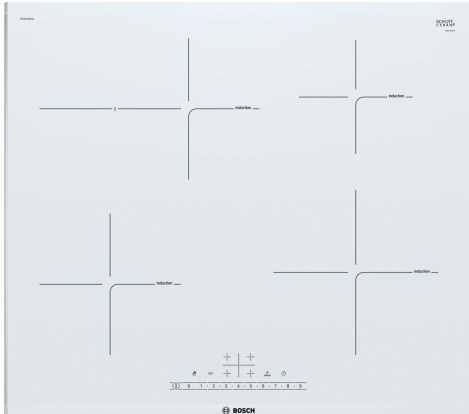 SCHOTT
CERAN®
induction
induction
induction
induction
0 · 1 · 2 · 3 · 4 · 5 · 6 · 7 · 8 · 9
BOSCH